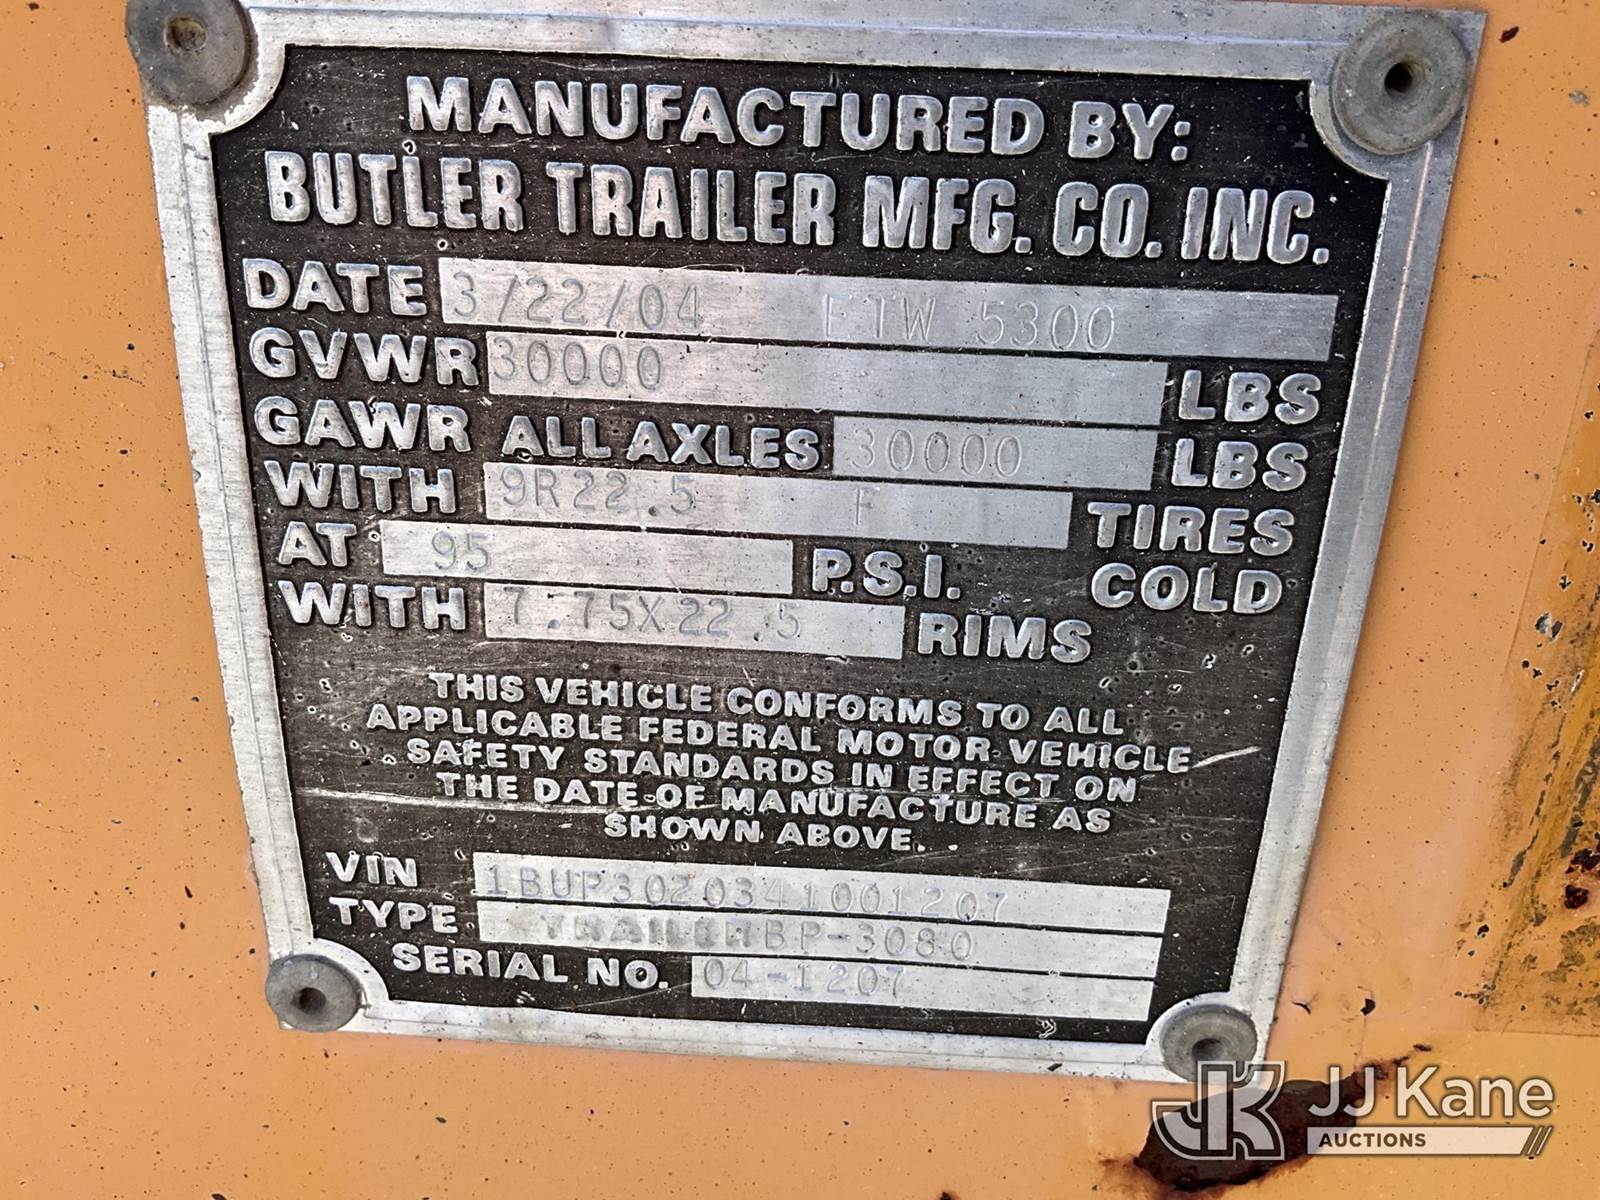 MANUFACTURED BY:
BUTLER TRAILER MFG. CO. INC.
DATE 3/22/04 ETW 5300
GVWR 30000 LBS
GAWR ALL AXLES 30000 LBS
WITH 9R22.5 F TIRES
AT 95 P.S.I. COLD
WITH 7.75X22.5 RIMS
THIS VEHICLE CONFORMS TO ALL
APPLICABLE FEDERAL MOTOR VEHICLE
SAFETY STANDARDS IN EFFECT ON
THE DATE OF MANUFACTURE AS
SHOWN ABOVE.
VIN 1BUP3020341001207
TYPE TRAILERBP-3080
SERIAL NO. 04-1207
JK JJ Kane
AUCTIONS